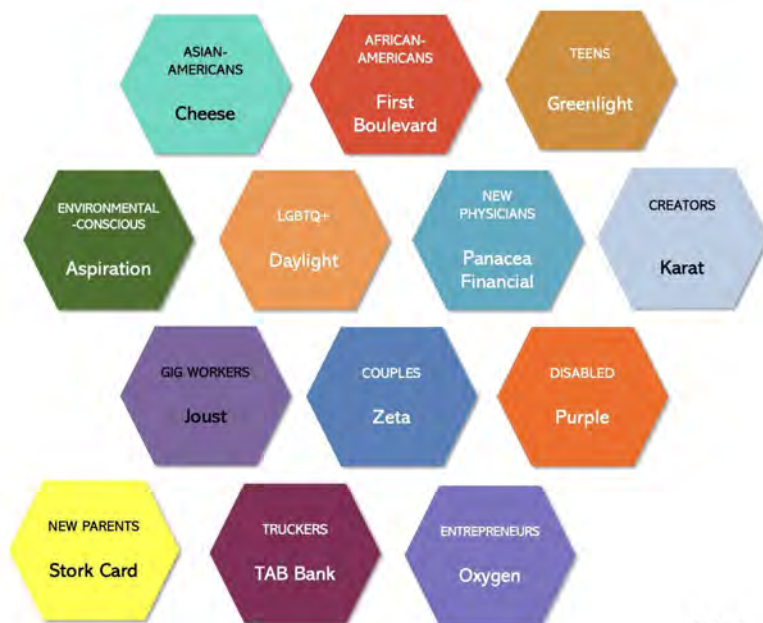 ASIAN-
AMERICANS
Cheese
AFRICAN-
AMERICANS
First
Boulevard
TEENS
Greenlight
ENVIRONMENTAL
-CONSCIOUS
Aspiration
LGBTQ+
Daylight
NEW
PHYSICIANS
Panacea
Financial
CREATORS
Karat
GIG WORKERS
Joust
COUPLES
Zeta
DISABLED
Purple
NEW PARENTS
Stork Card
TRUCKERS
TAB Bank
ENTREPRENEURS
Oxygen